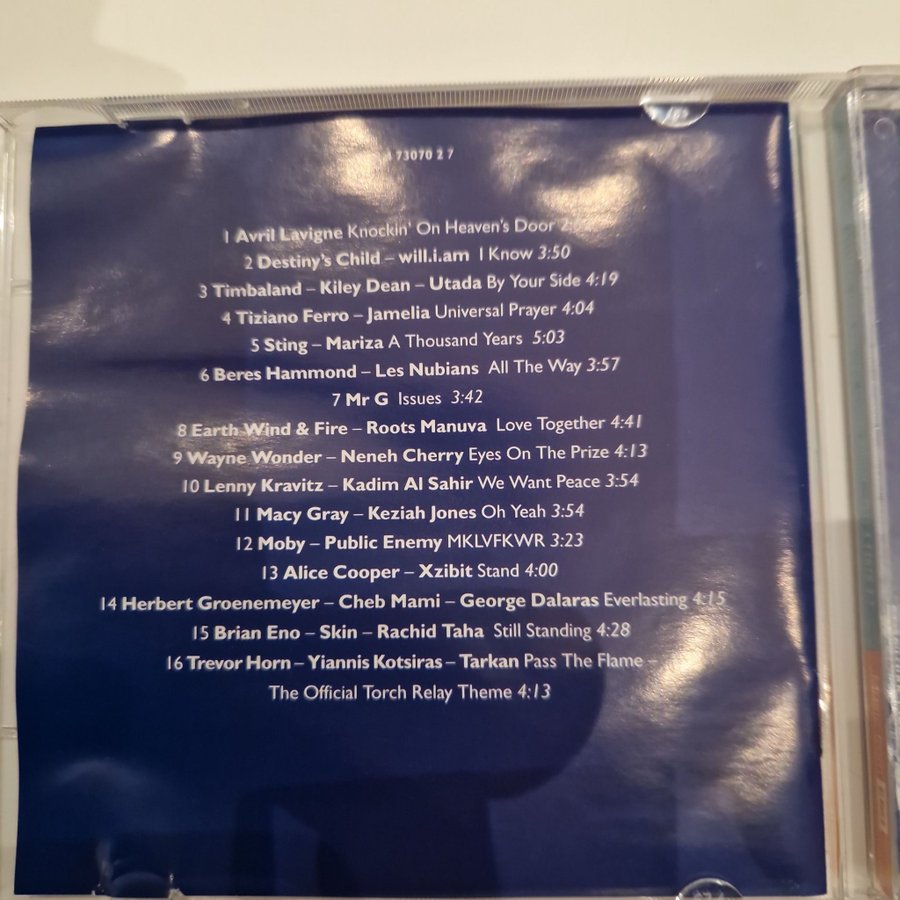 73070 2 7
1 Avril Lavigne Knockin' On Heaven's Door
2 Destiny's Child – will.i.am I Know 3:50
3 Timbaland – Kiley Dean – Utada By Your Side 4:19
4 Tiziano Ferro – Jamelia Universal Prayer 4:04
5 Sting – Mariza A Thousand Years 5:03
6 Beres Hammond – Les Nubians All The Way 3:57
7 Mr G Issues 3:42
8 Earth Wind & Fire – Roots Manuva Love Together 4:41
9 Wayne Wonder – Neneh Cherry Eyes On The Prize 4:13
10 Lenny Kravitz – Kadim Al Sahir We Want Peace 3:54
11 Macy Gray – Keziah Jones Oh Yeah 3:54
12 Moby – Public Enemy MKLVFKWR 3:23
13 Alice Cooper – Xzibit Stand 4:00
14 Herbert Groenemeyer – Cheb Mami – George Dalaras Everlasting 4:15
15 Brian Eno – Skin – Rachid Taha Still Standing 4:28
16 Trevor Horn – Yiannis Kotsiras – Tarkan Pass The Flame –
The Official Torch Relay Theme 4:13